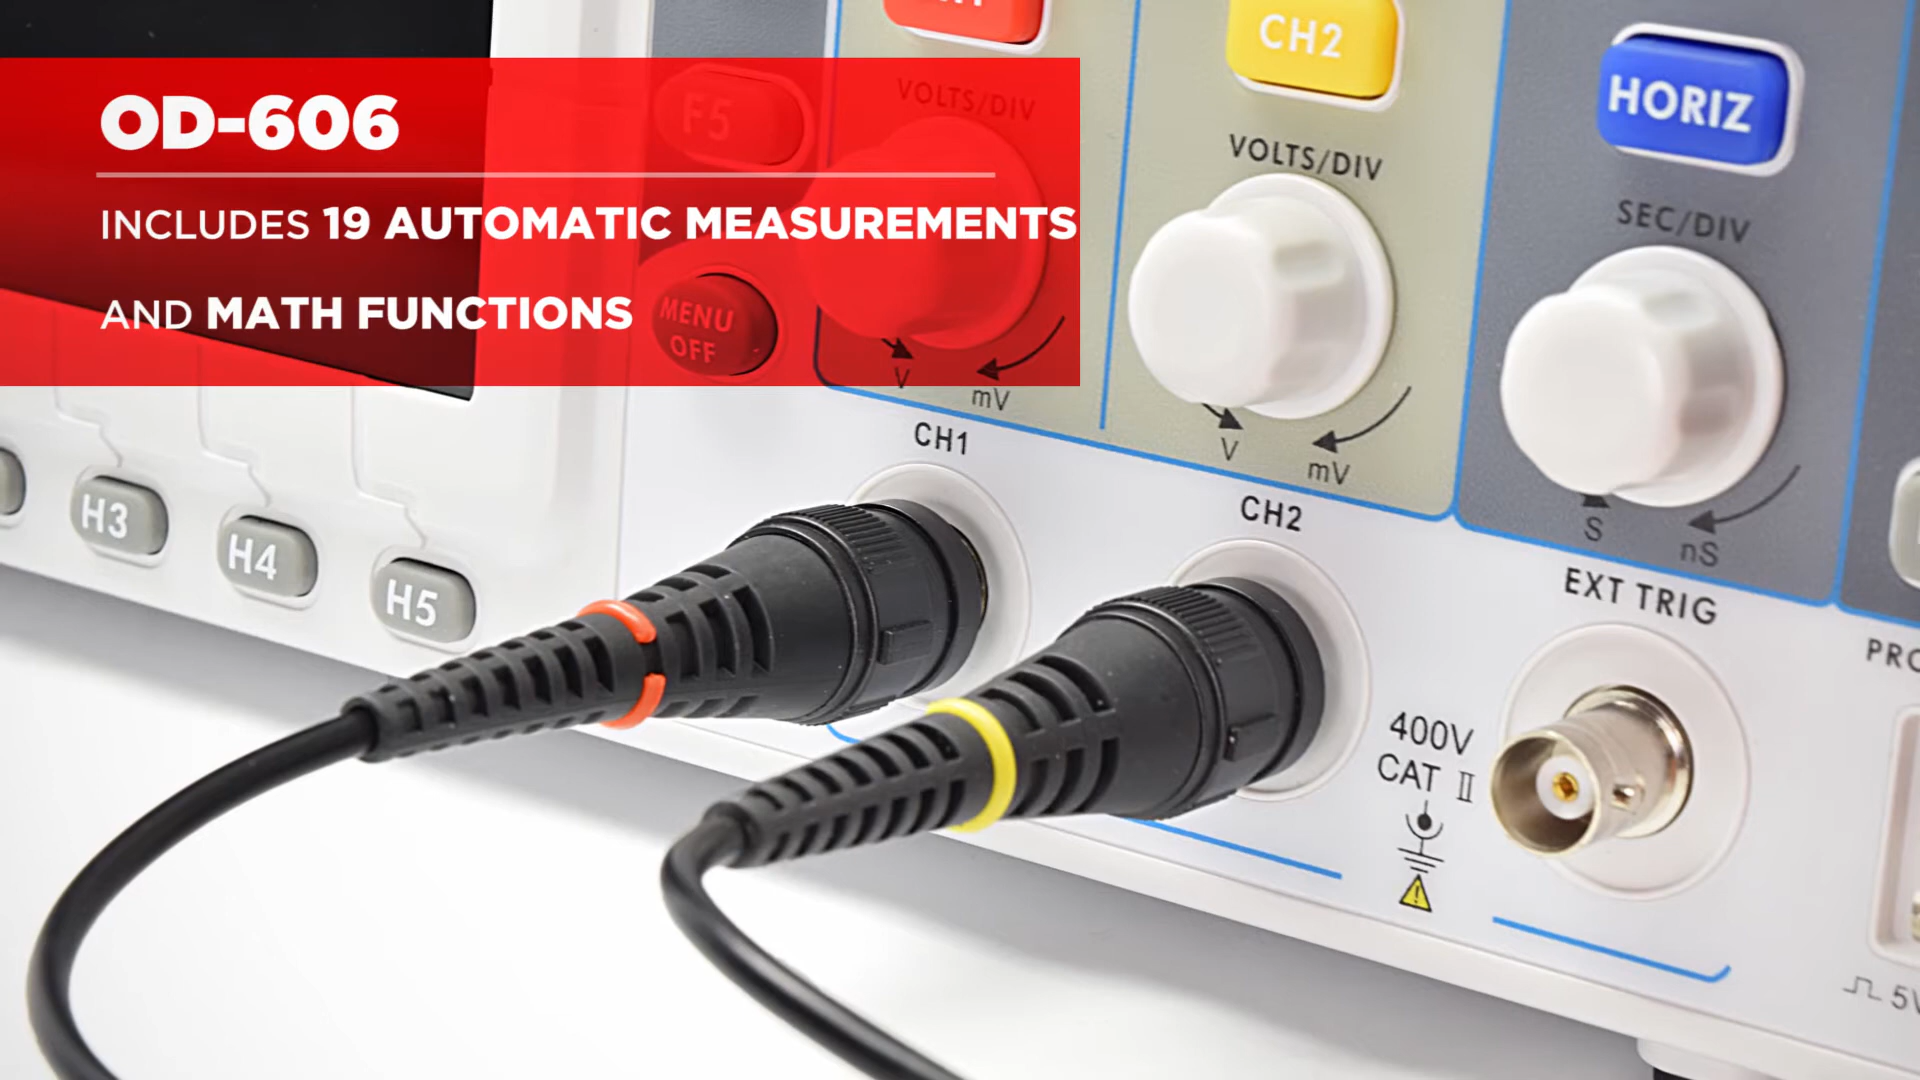 OD-606
INCLUDES 19 AUTOMATIC MEASUREMENTS
AND MATH FUNCTIONS
CH2
HORIZ
F5
VOLTS/DIV
VOLTS/DIV
SEC/DIV
MENU
OFF
V
mV
V
mV
S
nS
CH1
CH2
EXT TRIG
H3
H4
H5
400V
CAT II